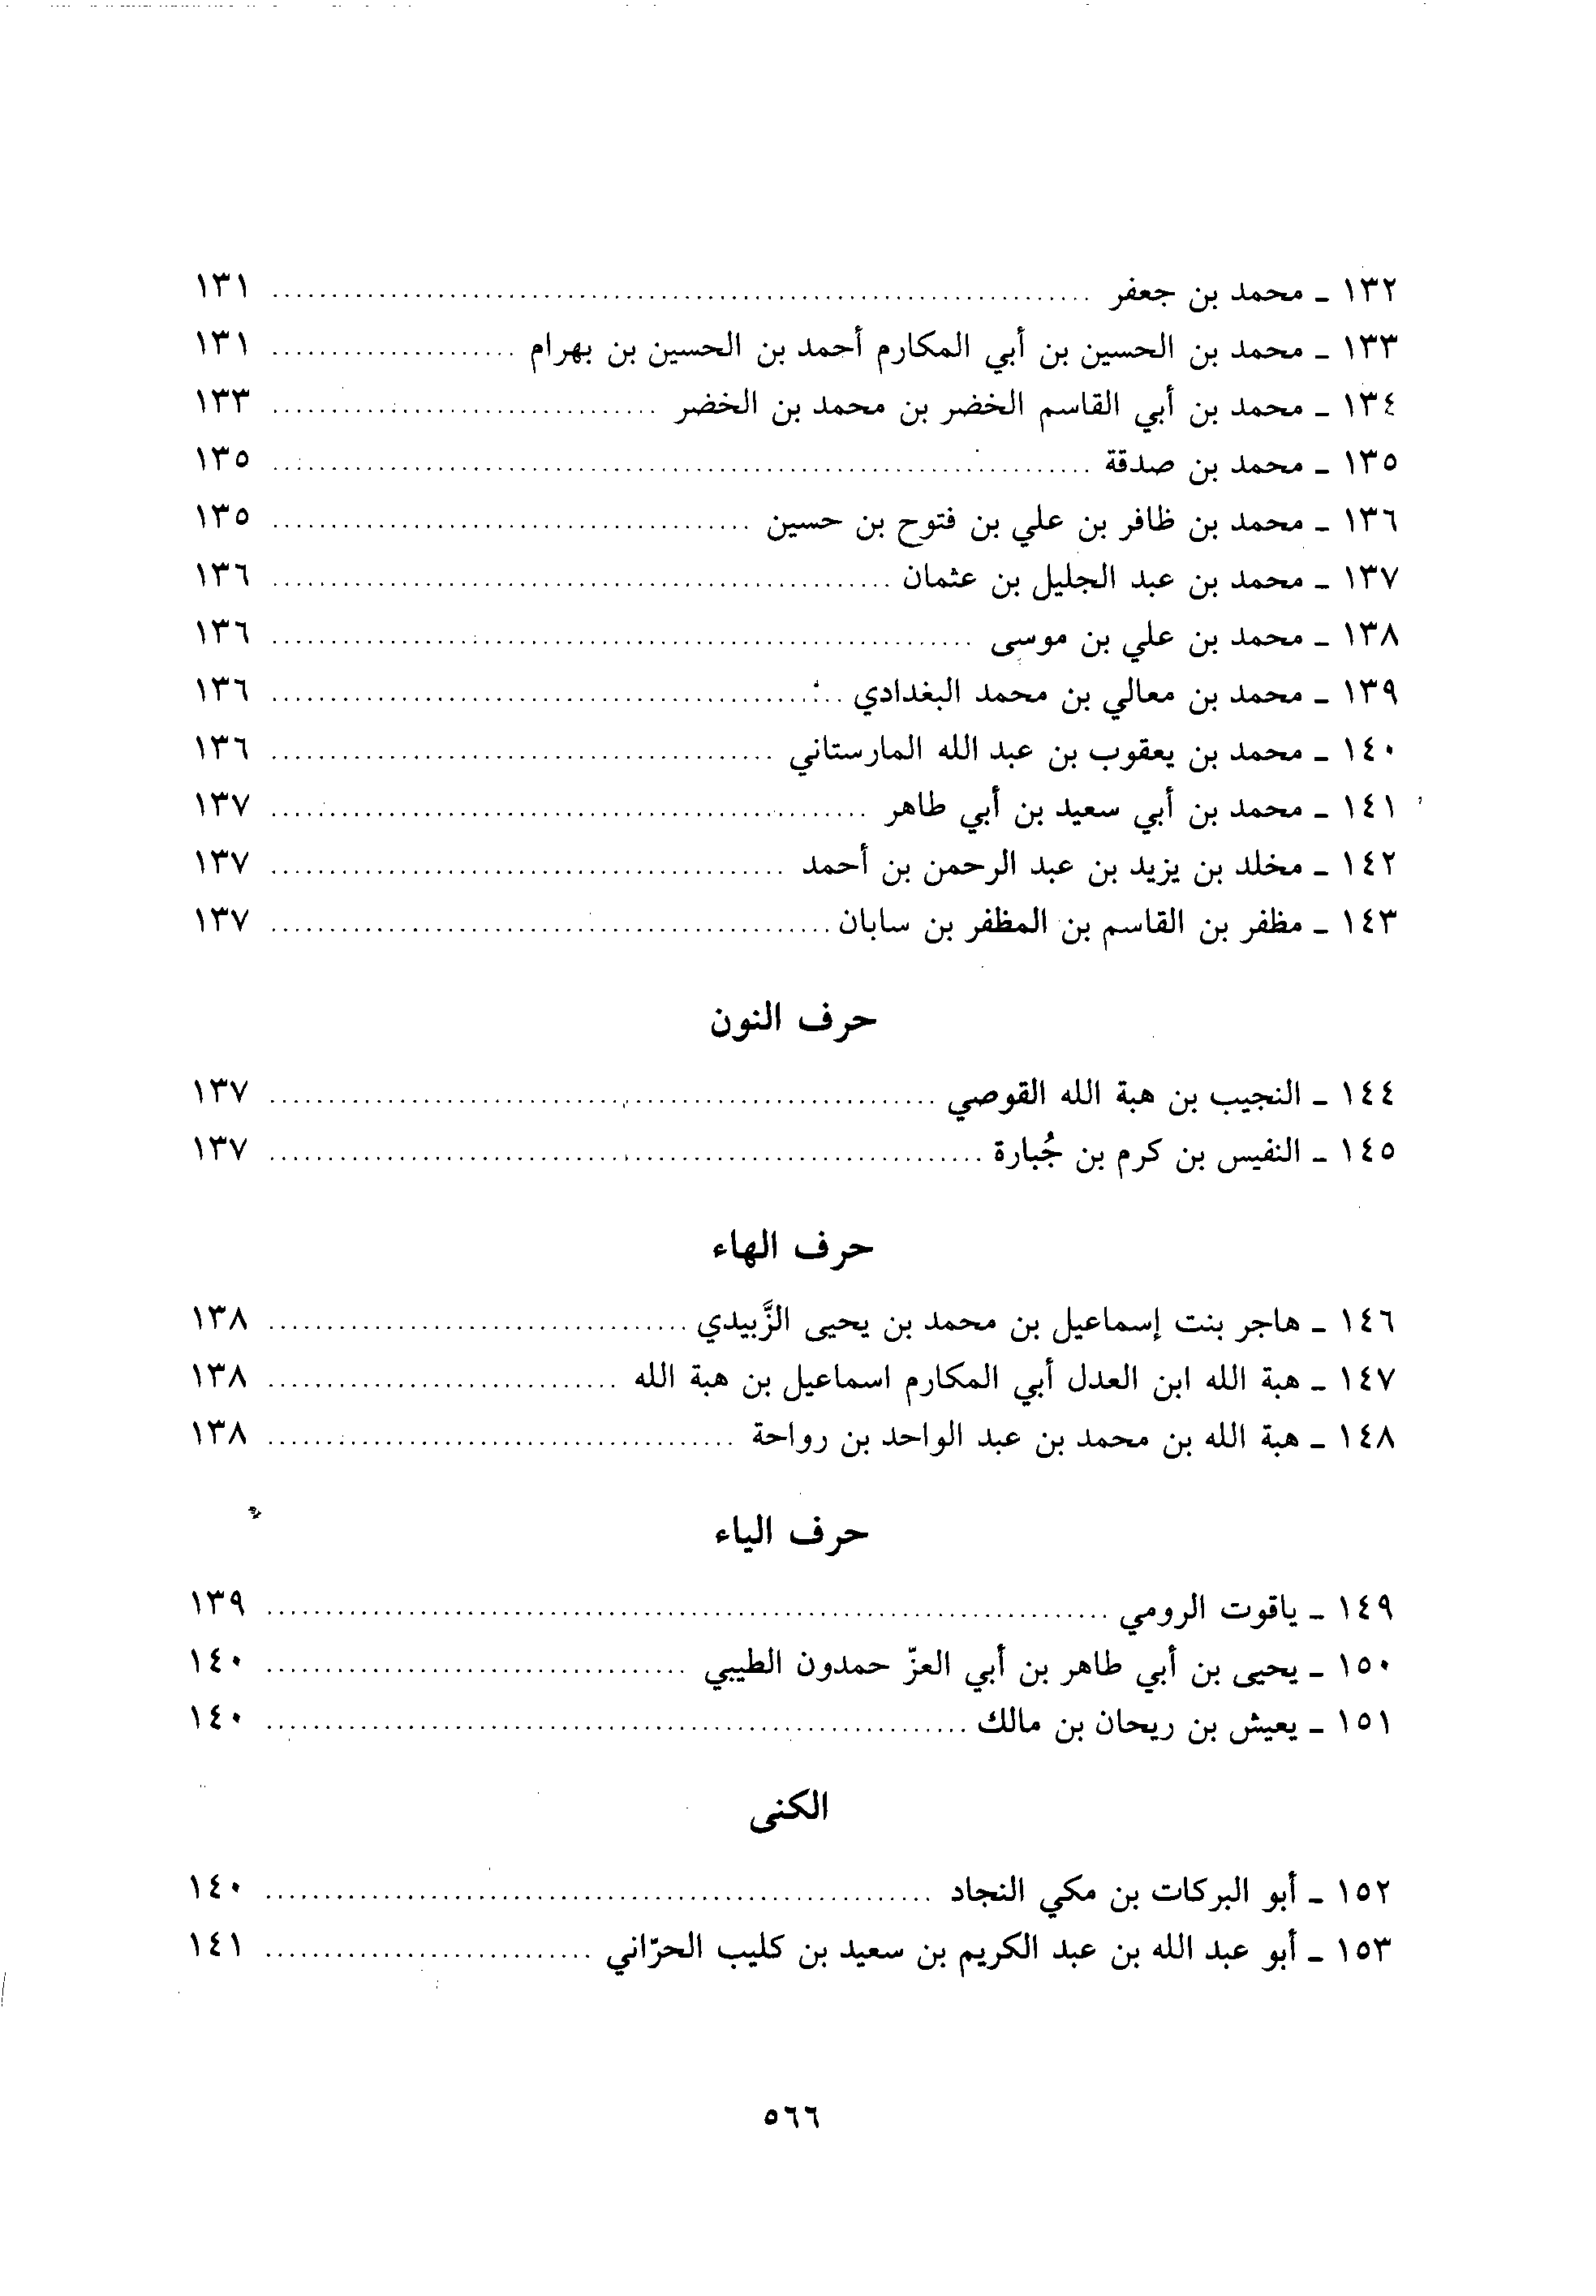 ١٣٢ ـ محمد بن جعفر ........ ١٣١
١٣٣ ـ محمد بن الحسين بن أبي المكارم أحمد بن الحسين بن بهرام ........ ١٣١
١٣٤ ـ محمد بن أبي القاسم الخضر بن محمد بن الخضر ........ ١٣٣
١٣٥ ـ محمد بن صدقة ........ ١٣٥
١٣٦ ـ محمد بن ظافر بن علي بن فتوح بن حسين ........ ١٣٥
١٣٧ ـ محمد بن عبد الجليل بن عثمان ........ ١٣٦
١٣٨ ـ محمد بن علي بن موسى ........ ١٣٦
١٣٩ ـ محمد بن معالي بن محمد البغدادي ........ ١٣٦
١٤٠ ـ محمد بن يعقوب بن عبد الله المارستاني ........ ١٣٦
١٤١ ـ محمد بن أبي سعيد بن أبي طاهر ........ ١٣٧
١٤٢ ـ مخلد بن يزيد بن عبد الرحمن بن أحمد ........ ١٣٧
١٤٣ ـ مظفر بن القاسم بن المظفر بن سابان ........ ١٣٧
حرف النون
١٤٤ ـ النجيب بن هبة الله القوصي ........ ١٣٧
١٤٥ ـ النفيس بن كرم بن جُبارة ........ ١٣٧
حرف الهاء
١٤٦ ـ هاجر بنت إسماعيل بن محمد بن يحيى الزَّبيدي ........ ١٣٨
١٤٧ ـ هبة الله ابن العدل أبي المكارم اسماعيل بن هبة الله ........ ١٣٨
١٤٨ ـ هبة الله بن محمد بن عبد الواحد بن رواحة ........ ١٣٨
حرف الياء
١٤٩ ـ ياقوت الرومي ........ ١٣٩
١٥٠ ـ يحيى بن أبي طاهر بن أبي العزّ حمدون الطيبي ........ ١٤٠
١٥١ ـ يعيش بن ريحان بن مالك ........ ١٤٠
الكنى
١٥٢ ـ أبو البركات بن مكي النجاد ........ ١٤٠
١٥٣ ـ أبو عبد الله بن عبد الكريم بن سعيد بن كليب الحرّاني ........ ١٤١
٥٦٦